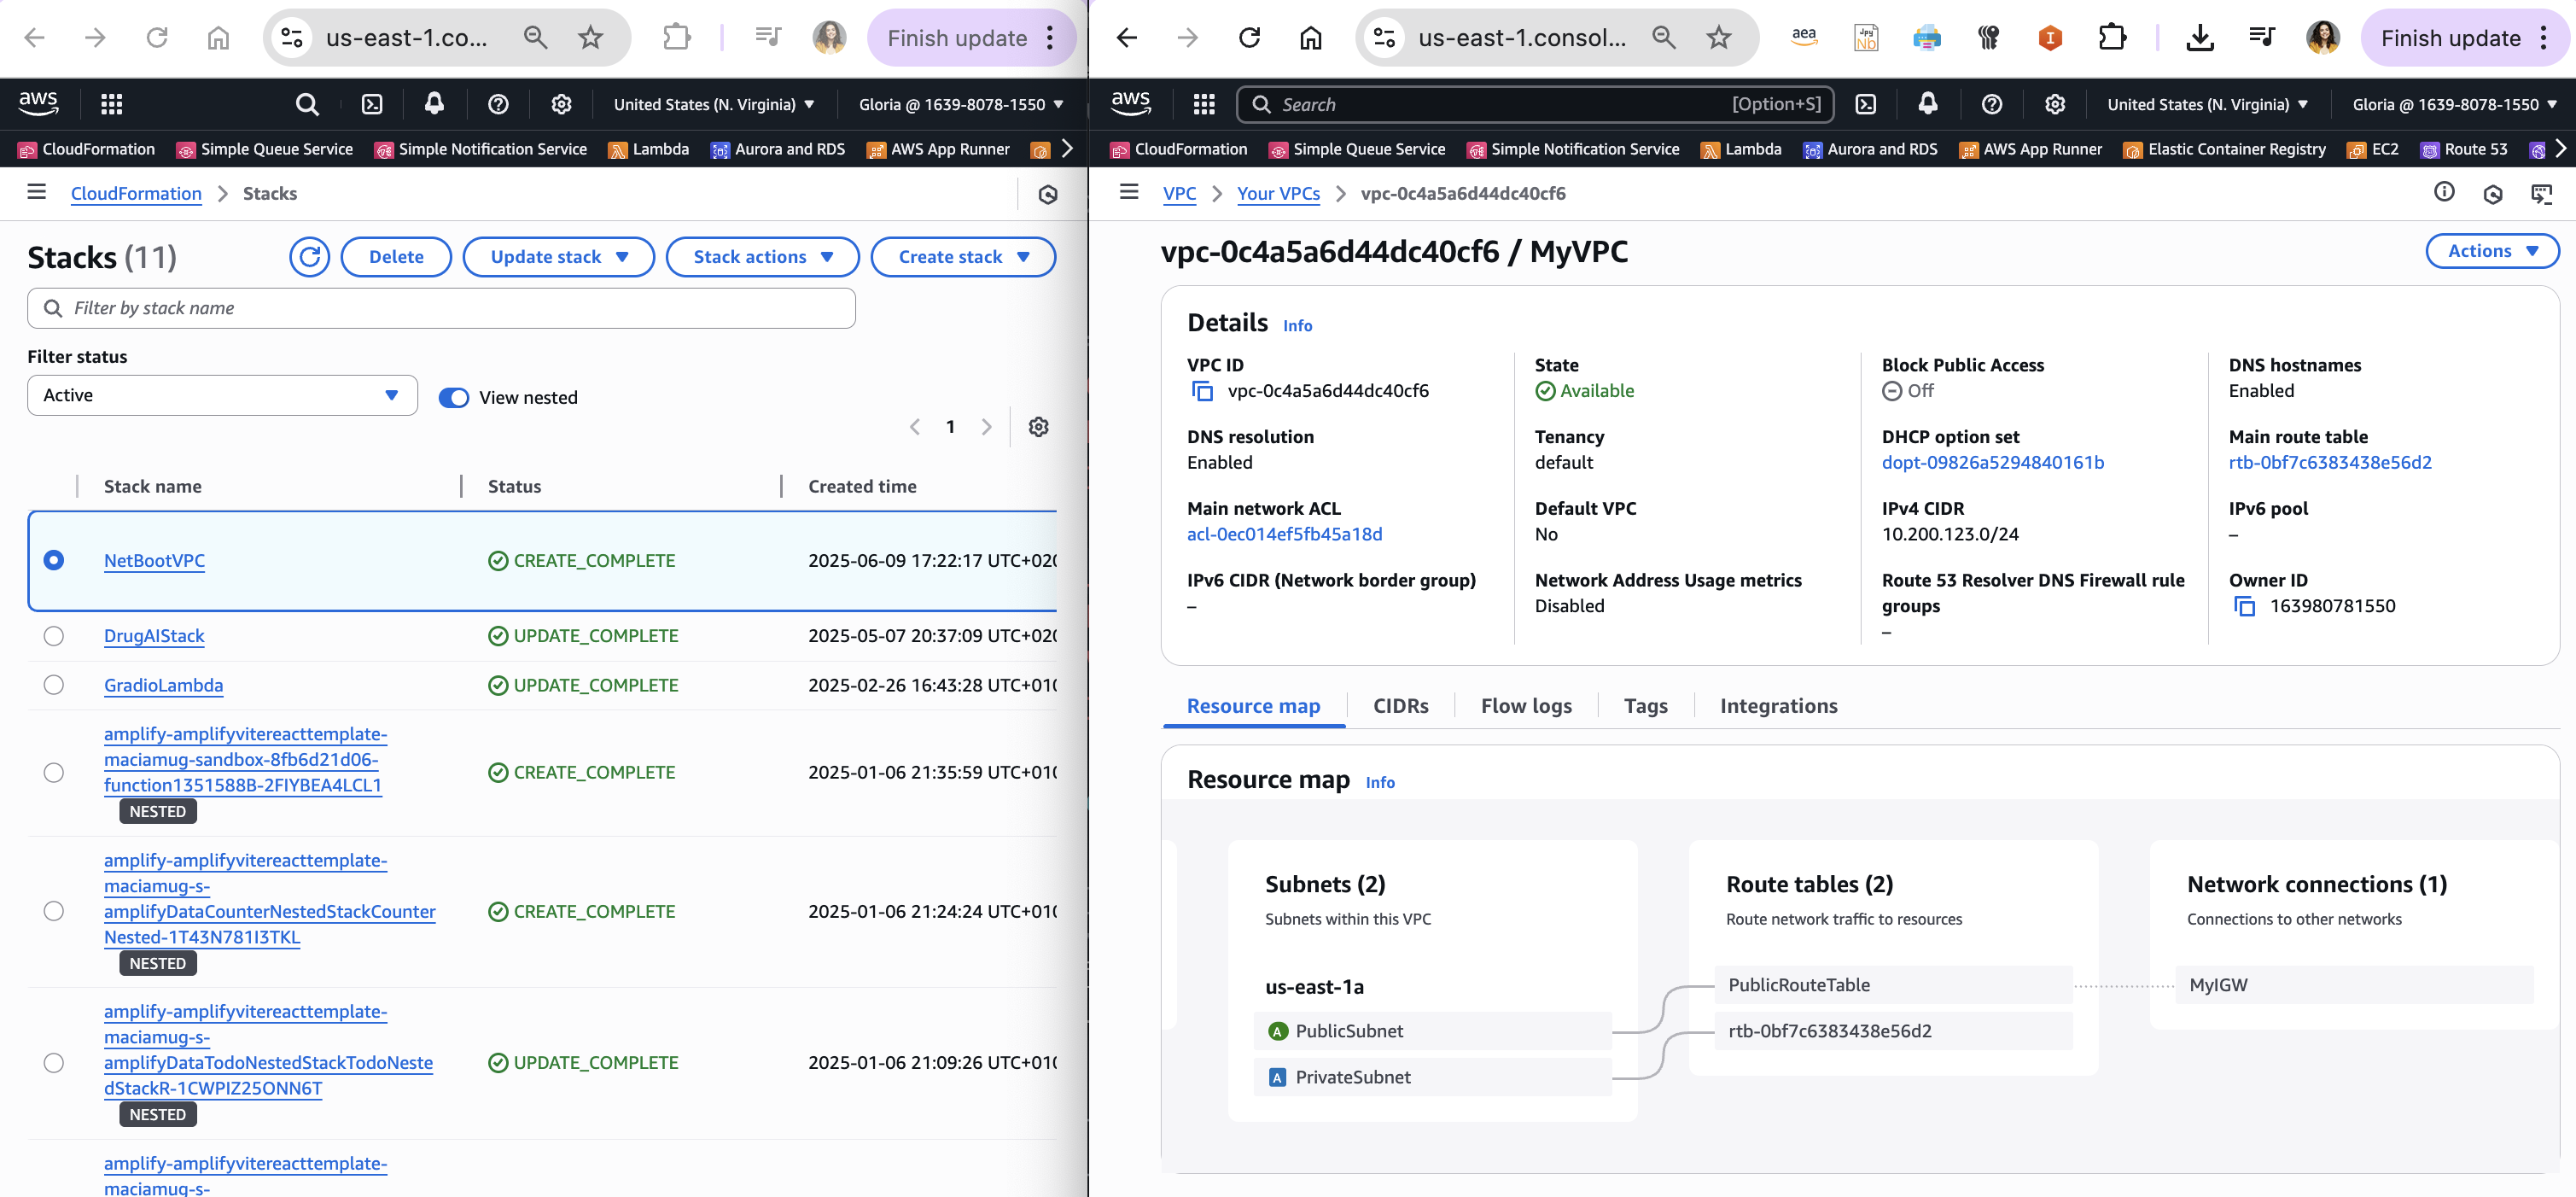 us-east-1.co...
Finish update
aws
United States (N. Virginia)
Gloria @ 1639-8078-1550
CloudFormation
Simple Queue Service
Simple Notification Service
Lambda
Aurora and RDS
AWS App Runner
CloudFormation
Stacks
Stacks (11)
Delete
Update stack
Stack actions
Create stack
Filter by stack name
Filter status
Active
View nested
1
Stack name
Status
Created time
NetBootVPC
CREATE_COMPLETE
2025-06-09 17:22:17 UTC+020
DrugAIStack
UPDATE_COMPLETE
2025-05-07 20:37:09 UTC+020
GradioLambda
UPDATE_COMPLETE
2025-02-26 16:43:28 UTC+010
amplify-amplifyvitereacttemplate-
maciamug-sandbox-8fb6d21d06-
function1351588B-2FIYBEA4LCL1
NESTED
CREATE_COMPLETE
2025-01-06 21:35:59 UTC+010
amplify-amplifyvitereacttemplate-
maciamug-s-
amplifyDataCounterNestedStackCounter
Nested-1T43N781I3TKL
NESTED
CREATE_COMPLETE
2025-01-06 21:24:24 UTC+010
amplify-amplifyvitereacttemplate-
maciamug-s-
amplifyDataTodoNestedStackTodoNeste
dStackR-1CWPIZ25ONN6T
NESTED
UPDATE_COMPLETE
2025-01-06 21:09:26 UTC+010
amplify-amplifyvitereacttemplate-
maciamug-s-
us-east-1.consol...
aea
Jpy
Nb
Finish update
aws
Search
[Option+S]
United States (N. Virginia)
Gloria @ 1639-8078-1550
CloudFormation
Simple Queue Service
Simple Notification Service
Lambda
Aurora and RDS
AWS App Runner
Elastic Container Registry
EC2
Route 53
VPC
Your VPCs
vpc-0c4a5a6d44dc40cf6
vpc-0c4a5a6d44dc40cf6 / MyVPC
Actions
Details
Info
VPC ID
vpc-0c4a5a6d44dc40cf6
State
Available
Block Public Access
Off
DNS hostnames
Enabled
DNS resolution
Enabled
Tenancy
default
DHCP option set
dopt-09826a5294840161b
Main route table
rtb-0bf7c6383438e56d2
Main network ACL
acl-0ec014ef5fb45a18d
Default VPC
No
IPv4 CIDR
10.200.123.0/24
IPv6 pool
–
IPv6 CIDR (Network border group)
–
Network Address Usage metrics
Disabled
Route 53 Resolver DNS Firewall rule
groups
–
Owner ID
163980781550
Resource map
CIDRs
Flow logs
Tags
Integrations
Resource map
Info
Subnets (2)
Subnets within this VPC
us-east-1a
A PublicSubnet
A PrivateSubnet
Route tables (2)
Route network traffic to resources
PublicRouteTable
rtb-0bf7c6383438e56d2
Network connections (1)
Connections to other networks
MyIGW